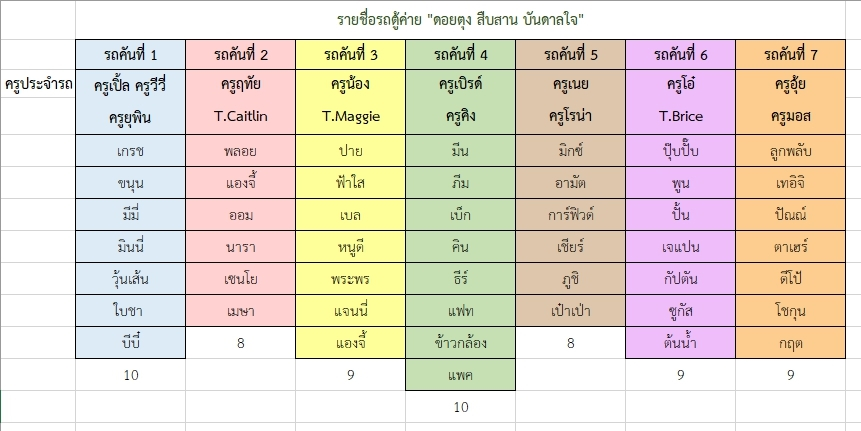 รายชื่อรถตู้ค่าย "ดอยตุง สืบสาน บันดาลใจ"
รถคันที่ 1 รถคันที่ 2 รถคันที่ 3 รถคันที่ 4 รถคันที่ 5 รถคันที่ 6 รถคันที่ 7
ครูประจำรถ ครูเปิ้ล ครูวีวี่ ครูฤทัย ครูน้อง ครูเบิรด์ ครูเนย ครูโอ๋ ครูอุ้ย
ครูยุพิน T.Caitlin T.Maggie ครูคิง ครูโรน่า T.Brice ครูมอส
เกรซ พลอย ปาย มีน มิกซ์ ปุ๊บปั๊บ ลูกพลับ
ขนุน แองจี้ ฟ้าใส ภีม อามัต พูน เทอิจิ
มีมี่ ออม เบล เบ็ก การ์ฟิวด์ ปั้น ปัณณ์
มินนี่ นารา หนูดี คิน เชียร์ เจแปน ตาเฮร์
วุ้นเส้น เซนโย พระพร ธีร์ ภูชิ กัปตัน ดีโป้
ใบชา เมษา แจนนี่ แฟท เป๋าเป่า ซูกัส โชกุน
บีบี๋ 8 แองจี้ ข้าวกล้อง 8 ต้นน้ำ กฤต
10 9 แพค 9 9
10